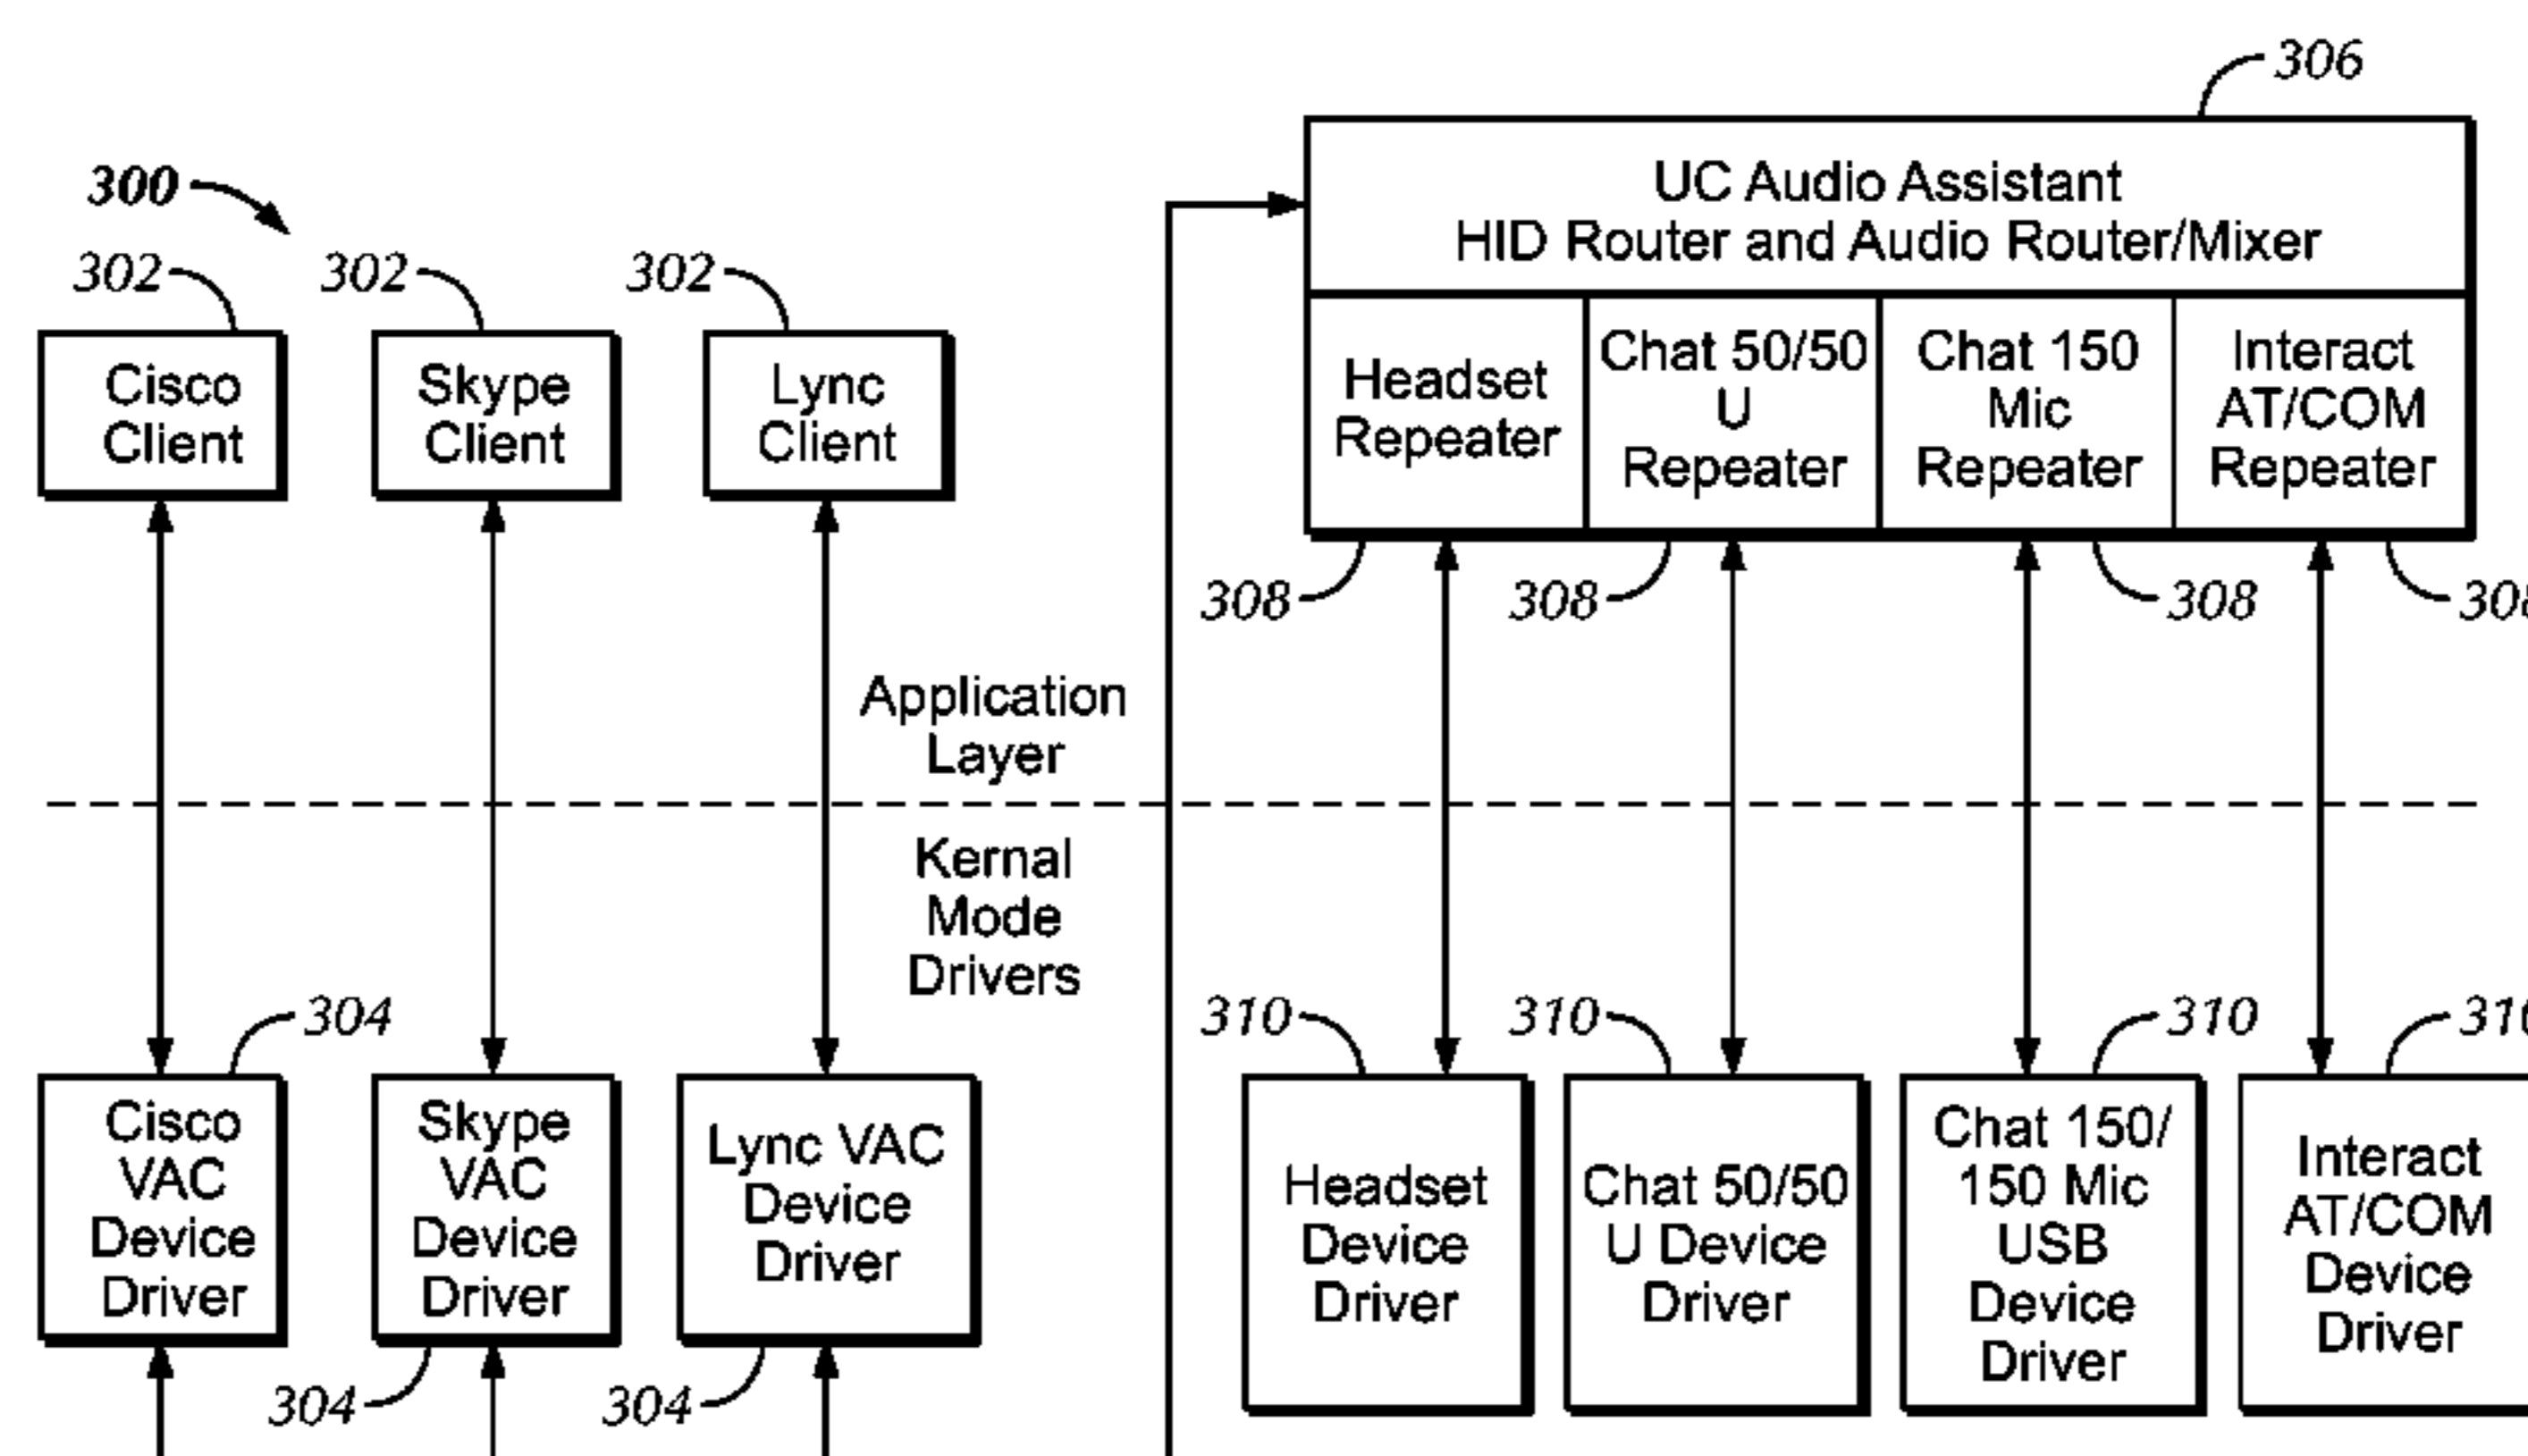 306
300
UC Audio Assistant
HID Router and Audio Router/Mixer
302
302
302
Cisco
Client
Skype
Client
Lync
Client
Headset
Repeater
Chat 50/50
U
Repeater
Chat 150
Mic
Repeater
Interact
AT/COM
Repeater
308
308
308
308
Application
Layer
Kernal
Mode
Drivers
304
310
310
310
310
Cisco
VAC
Device
Driver
Skype
VAC
Device
Driver
Lync VAC
Device
Driver
Headset
Device
Driver
Chat 50/50
U Device
Driver
Chat 150/
150 Mic
USB
Device
Driver
Interact
AT/COM
Device
Driver
304
304